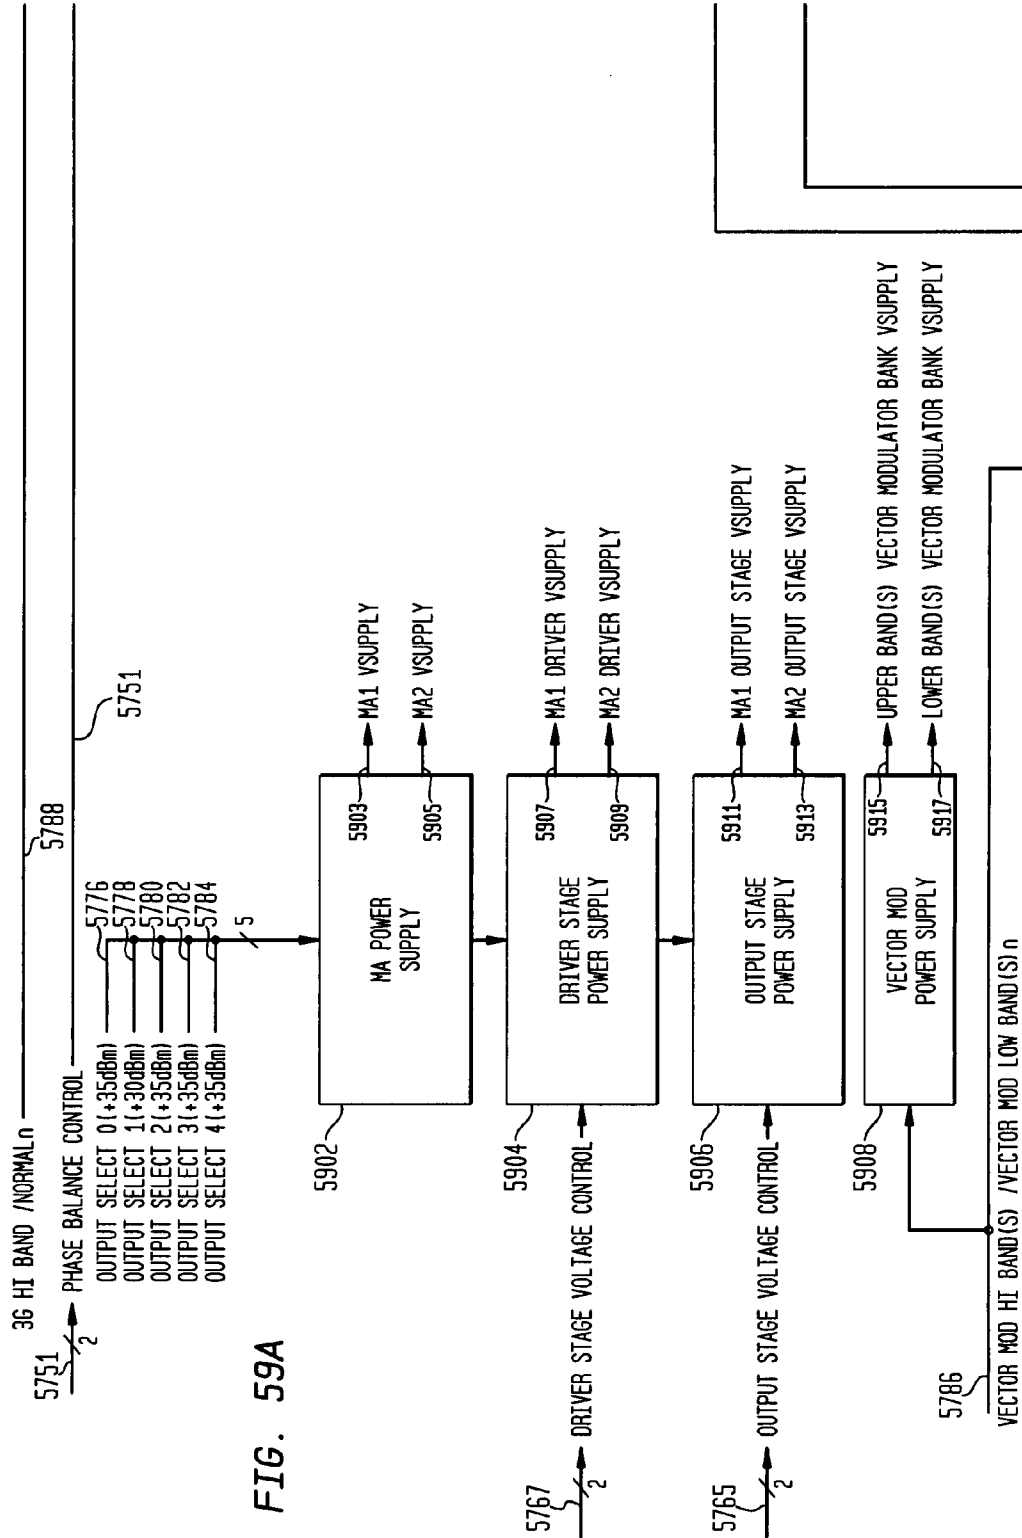 3G HI BAND /NORMALn
5788
5751
2
PHASE BALANCE CONTROL
5751
OUTPUT SELECT 0(+35dBm)
5776
OUTPUT SELECT 1(+30dBm)
5778
OUTPUT SELECT 2(+35dBm)
5780
OUTPUT SELECT 3(+35dBm)
5782
OUTPUT SELECT 4(+35dBm)
5784
5
FIG. 59A
5902
MA POWER
SUPPLY
5903
MA1 VSUPPLY
5905
MA2 VSUPPLY
5767
2
DRIVER STAGE VOLTAGE CONTROL
5904
DRIVER STAGE
POWER SUPPLY
5907
MA1 DRIVER VSUPPLY
5909
MA2 DRIVER VSUPPLY
5765
2
OUTPUT STAGE VOLTAGE CONTROL
5906
OUTPUT STAGE
POWER SUPPLY
5911
MA1 OUTPUT STAGE VSUPPLY
5913
MA2 OUTPUT STAGE VSUPPLY
5908
VECTOR MOD
POWER SUPPLY
5915
UPPER BAND(S) VECTOR MODULATOR BANK VSUPPLY
5917
LOWER BAND(S) VECTOR MODULATOR BANK VSUPPLY
5786
VECTOR MOD HI BAND(S) /VECTOR MOD LOW BAND(S)n